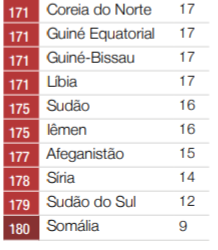 171 Coreia do Norte 17
171 Guiné Equatorial 17
171 Guiné-Bissau 17
171 Líbia 17
175 Sudão 16
175 Iêmen 16
177 Afeganistão 15
178 Síria 14
179 Sudão do Sul 12
180 Somália 9